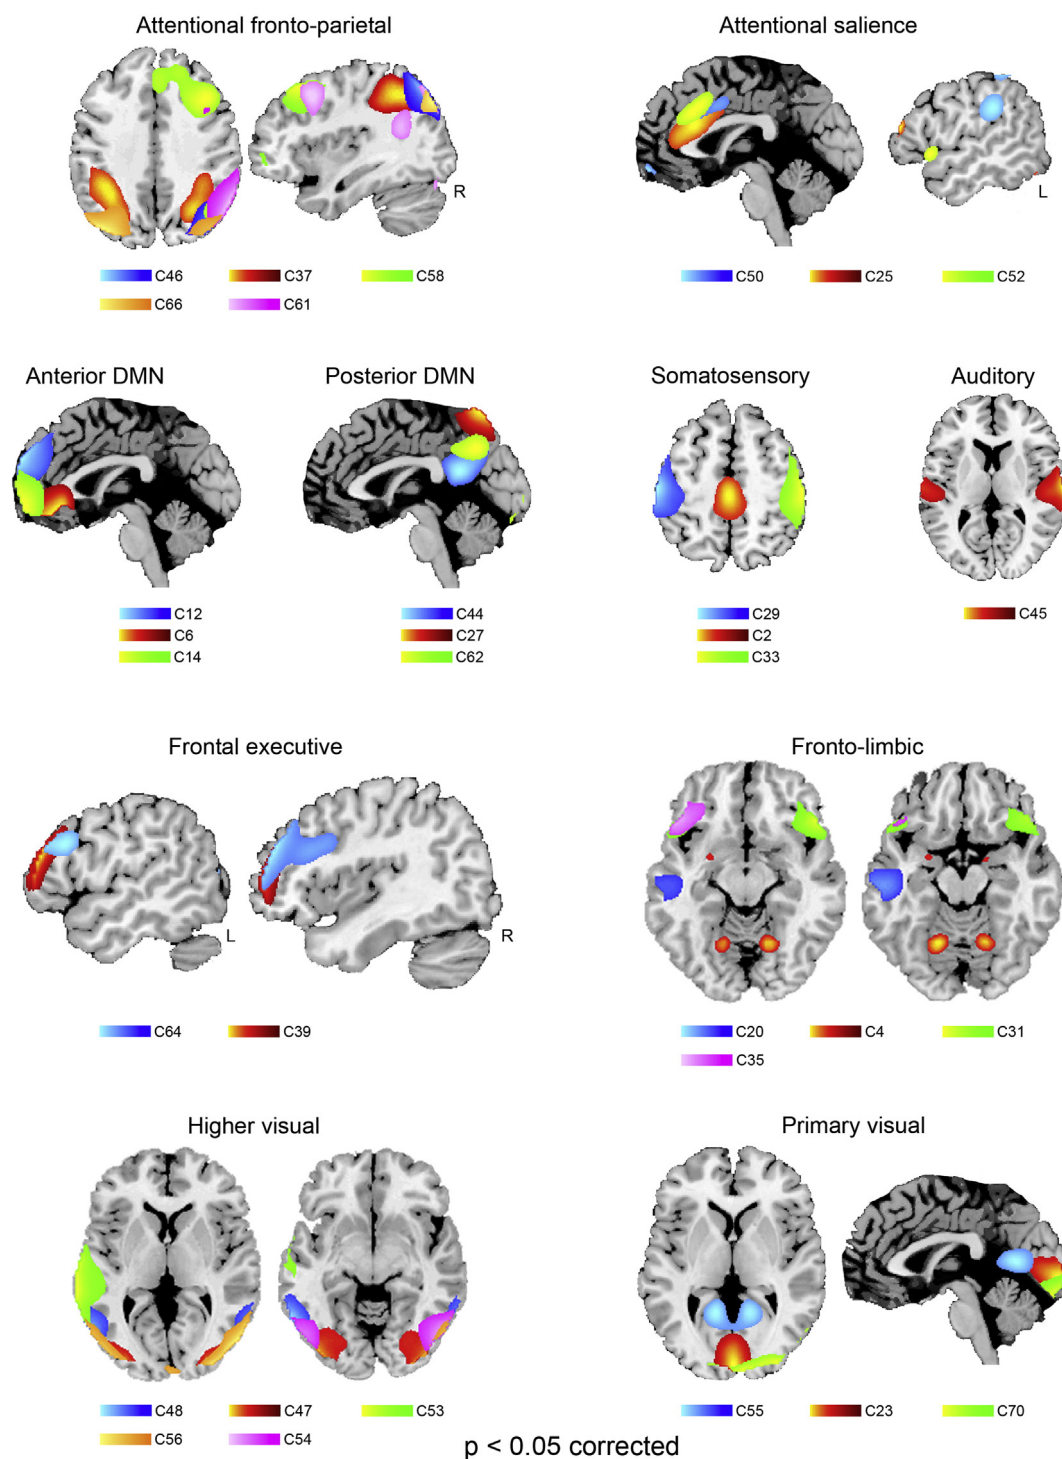 Attentional fronto-parietal
Attentional salience
R
L
C46 C37 C58
C66 C61
C50 C25 C52
Anterior DMN
Posterior DMN
Somatosensory
Auditory
C12
C6
C14
C44
C27
C62
C29
C2
C33
C45
Frontal executive
Fronto-limbic
L
R
C64 C39
C20 C4 C31
C35
Higher visual
Primary visual
C48 C47 C53
C56 C54
C55 C23 C70
p < 0.05 corrected